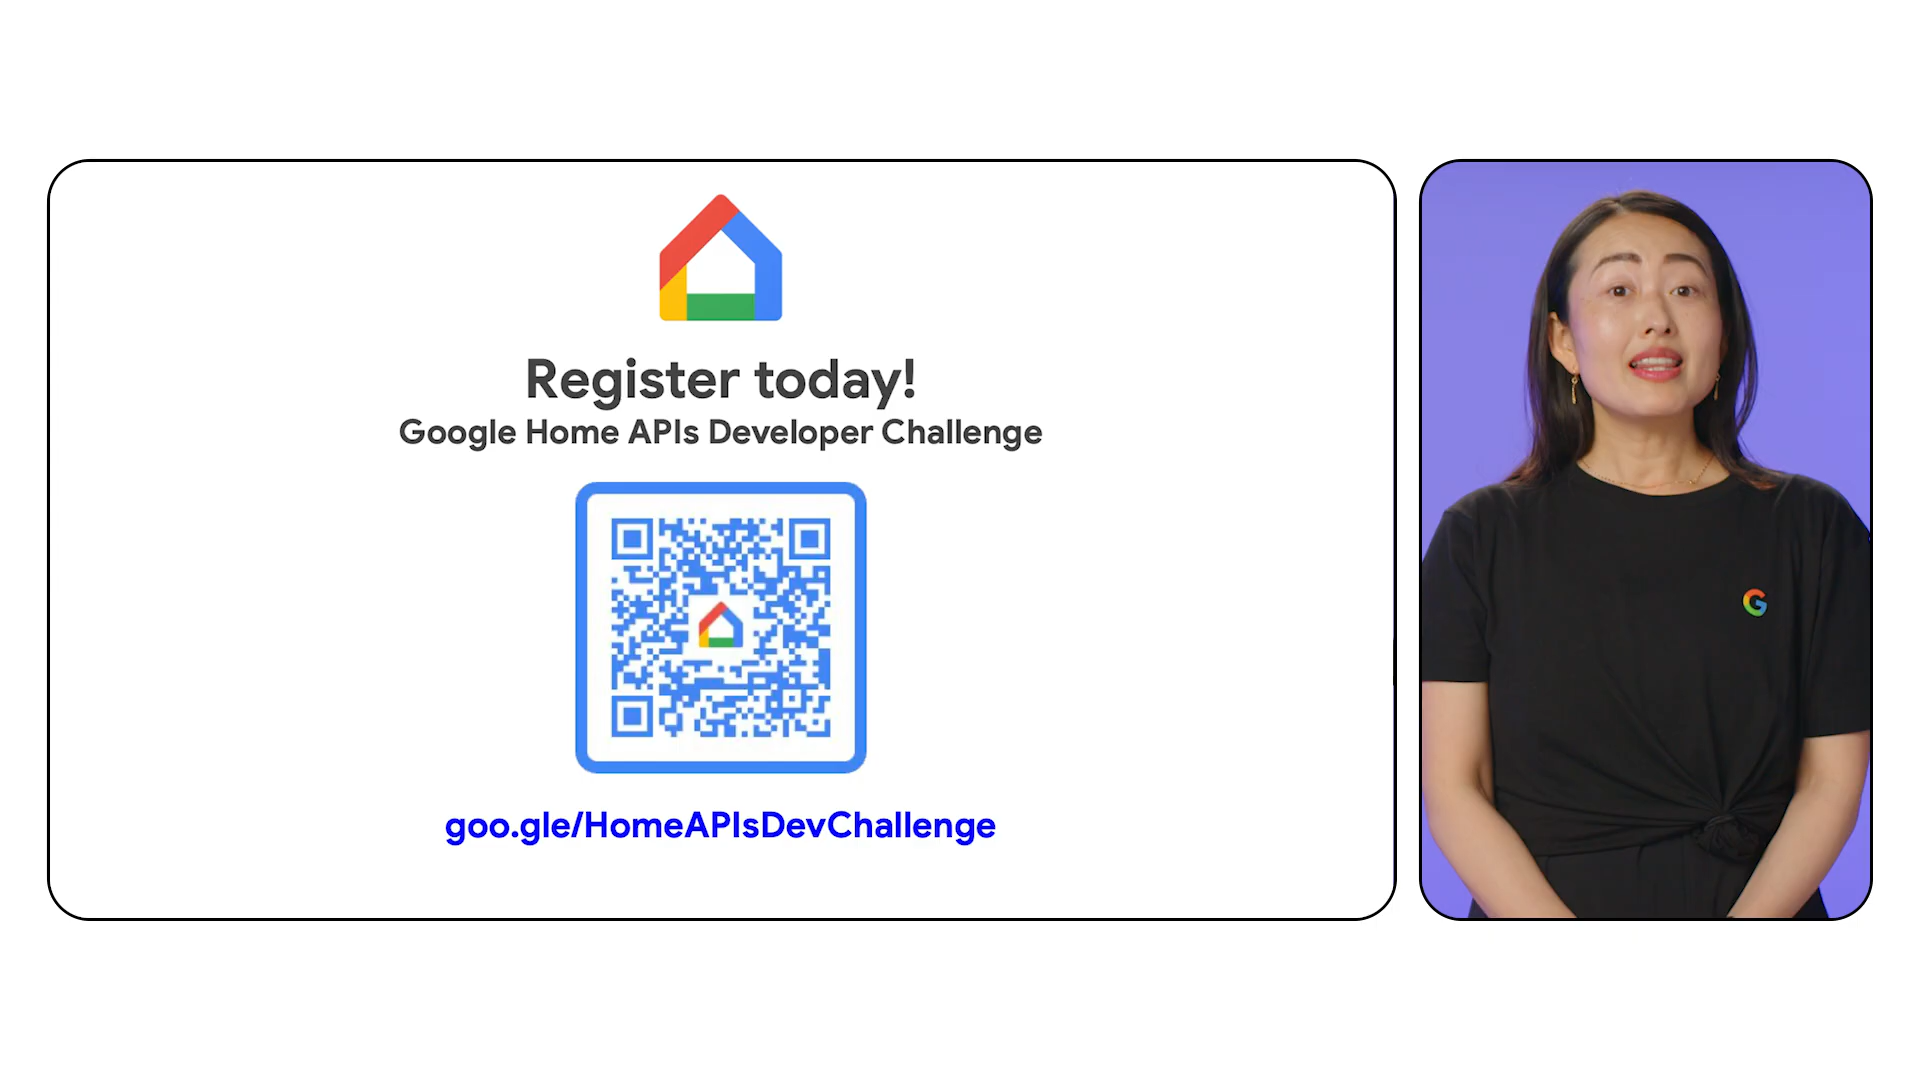 Register today!
Google Home APIs Developer Challenge
goo.gle/HomeAPIsDevChallenge
G